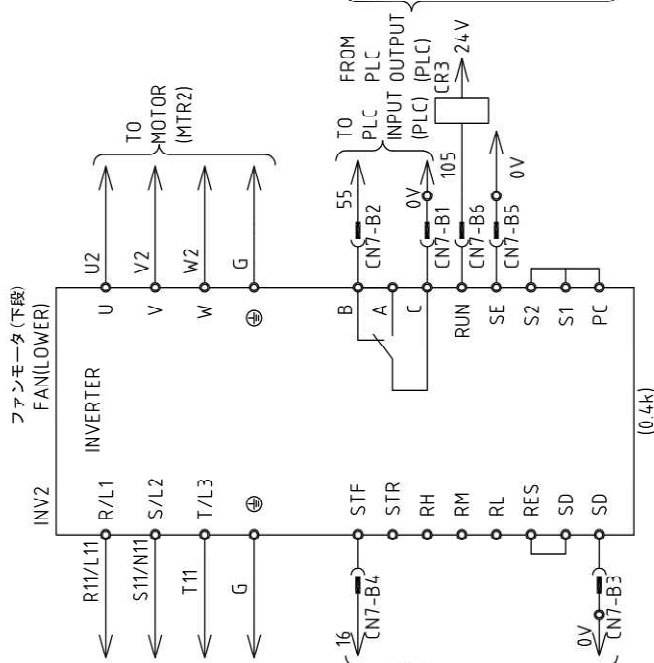 ファンモータ(下段)
FAN(LOWER)
INV2
INVERTER
(0.4k)
TO
MOTOR
(MTR2)
U2
V2
W2
G
U
V
W
R/L1
S/L2
T/L3
R11/L11
S11/N11
T11
G
TO
PLC
INPUT
(PLC)
FROM
PLC
OUTPUT
(PLC)
55
CN7-B2
0V
CN7-B1
105
CN7-B6
CR3
24V
0V
CN7-B5
B
A
C
RUN
SE
S2
S1
PC
STF
STR
RH
RM
RL
RES
SD
SD
16
CN7-B4
0V
CN7-B3